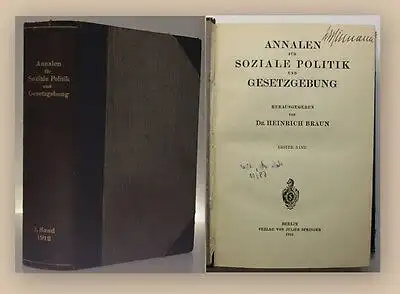 Annalen
für
Soziale Politik
und
Gesetzgebung
1. Band
1912
ANNALEN
FÜR
SOZIALE POLITIK
UND
GESETZGEBUNG
HERAUSGEGEBEN
VON
DR. HEINRICH BRAUN
ERSTER BAND
BERLIN
VERLAG VON JULIUS SPRINGER
1912